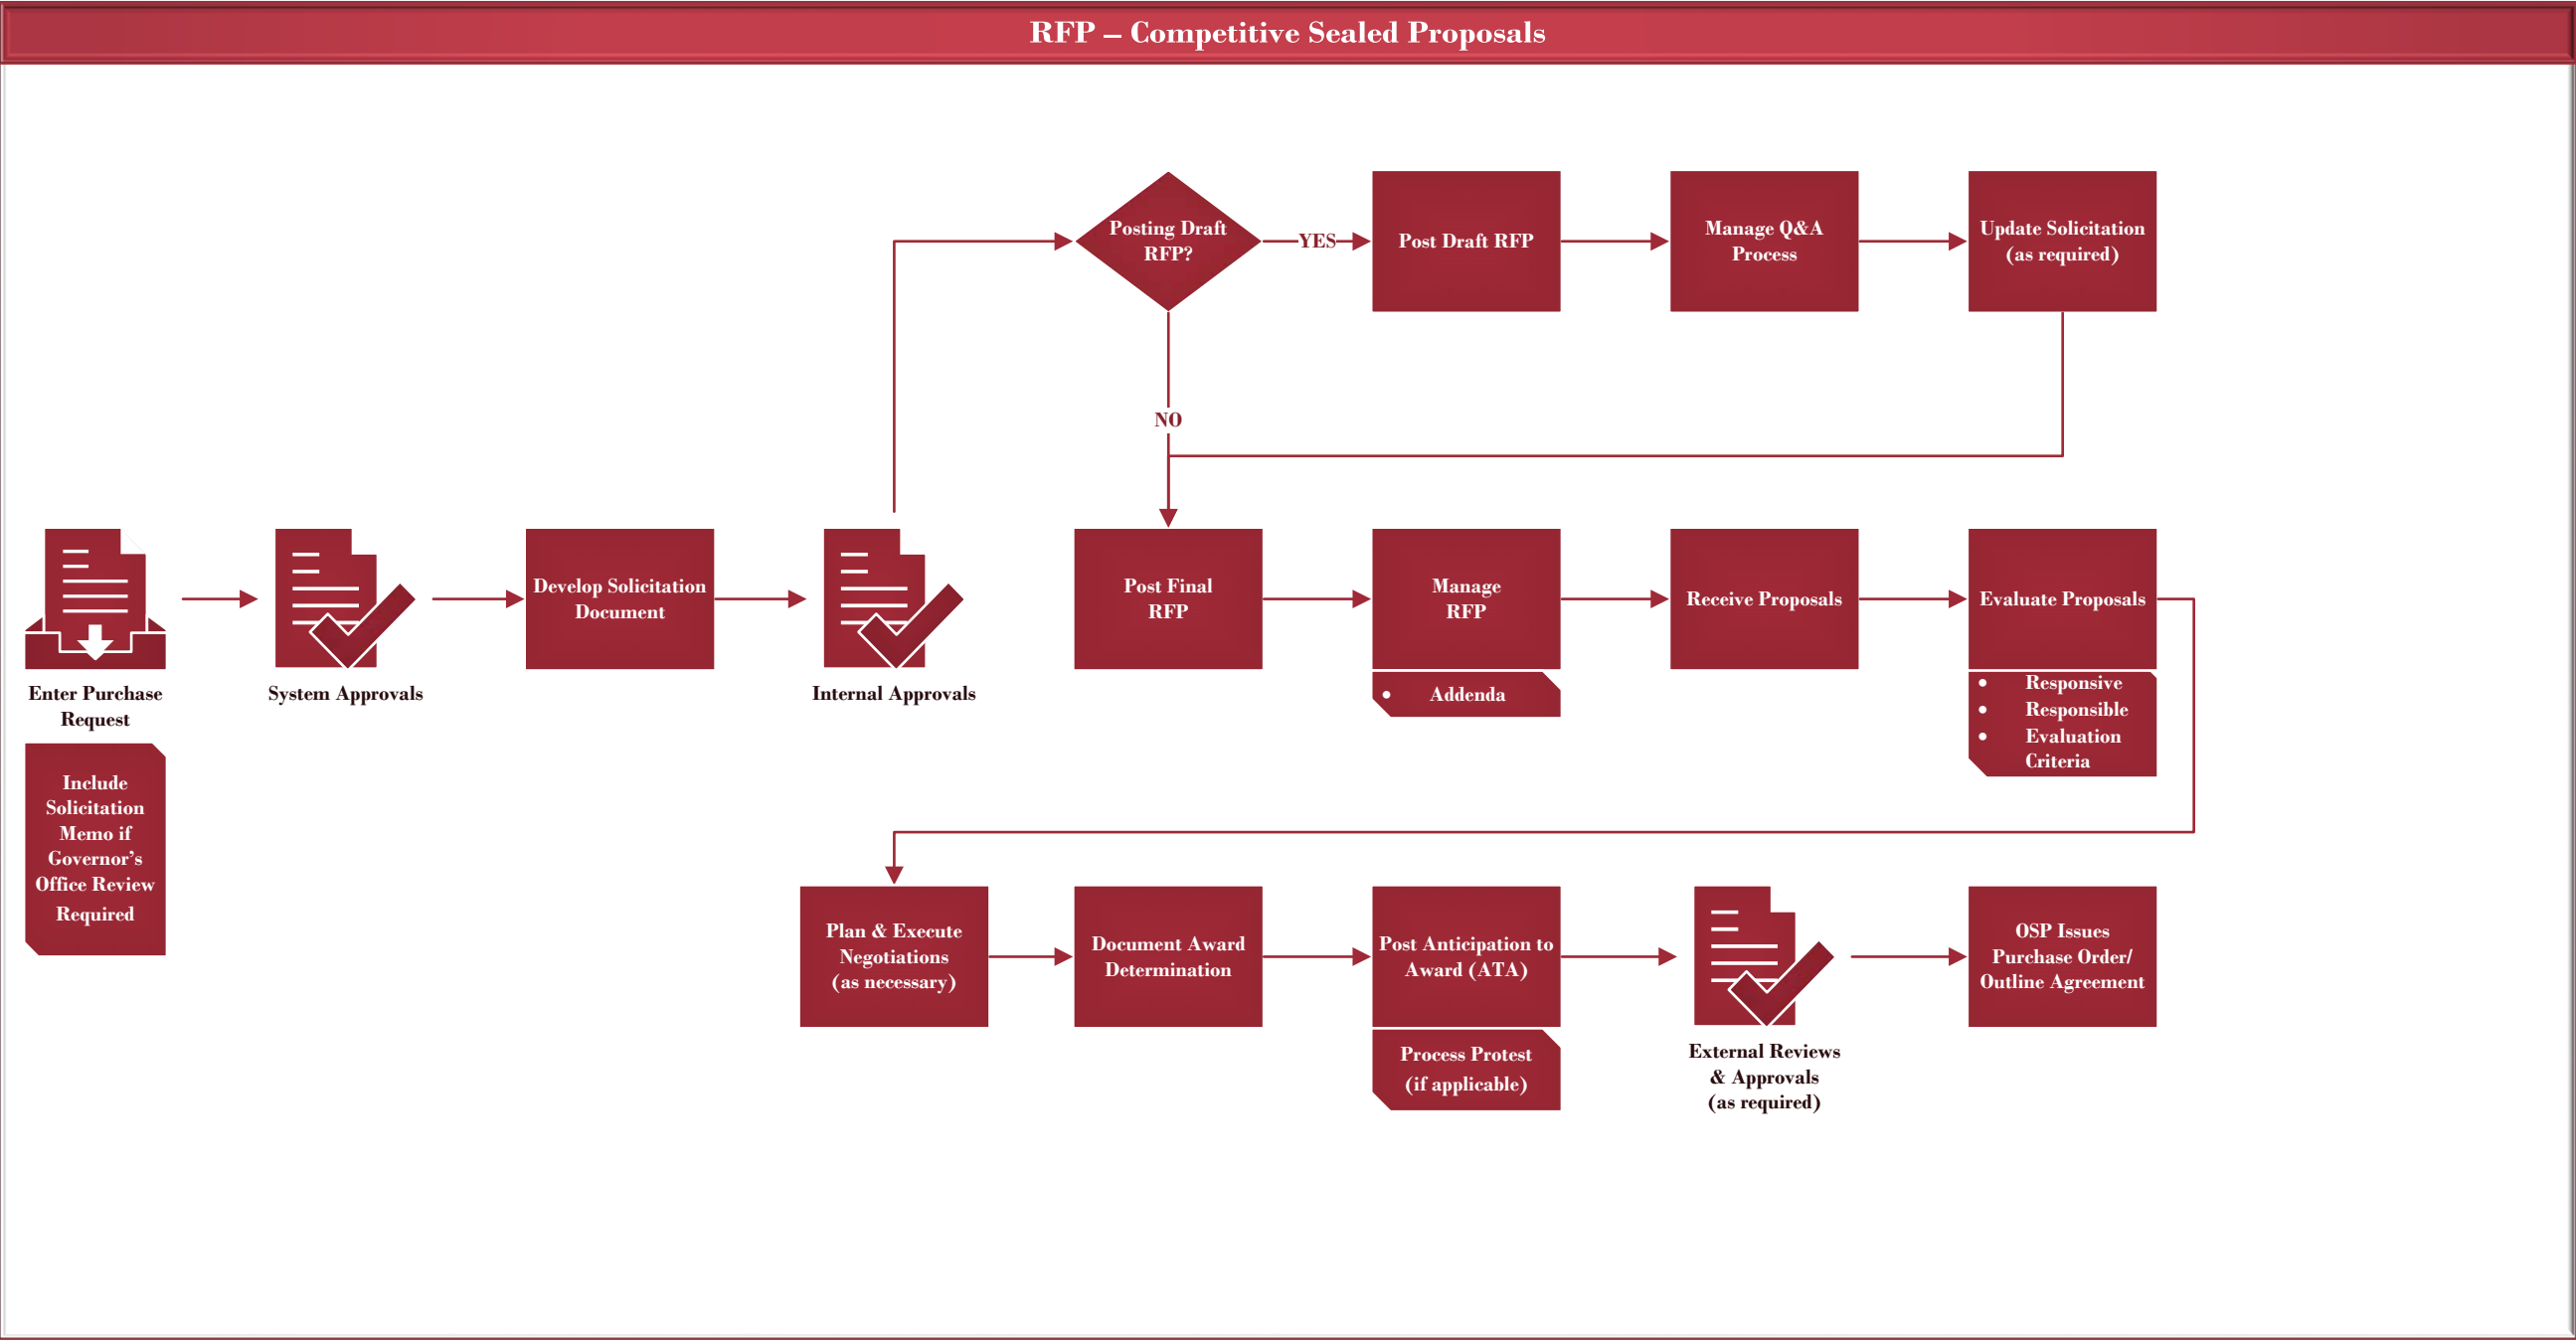 RFP – Competitive Sealed Proposals
Posting Draft
RFP?
YES
Post Draft RFP
Manage Q&A
Process
Update Solicitation
(as required)
NO
Enter Purchase
Request
Include
Solicitation
Memo if
Governor’s
Office Review
Required
System Approvals
Develop Solicitation
Document
Internal Approvals
Post Final
RFP
Manage
RFP
• Addenda
Receive Proposals
Evaluate Proposals
• Responsive
• Responsible
• Evaluation
Criteria
Plan & Execute
Negotiations
(as necessary)
Document Award
Determination
Post Anticipation to
Award (ATA)
Process Protest
(if applicable)
External Reviews
& Approvals
(as required)
OSP Issues
Purchase Order/
Outline Agreement